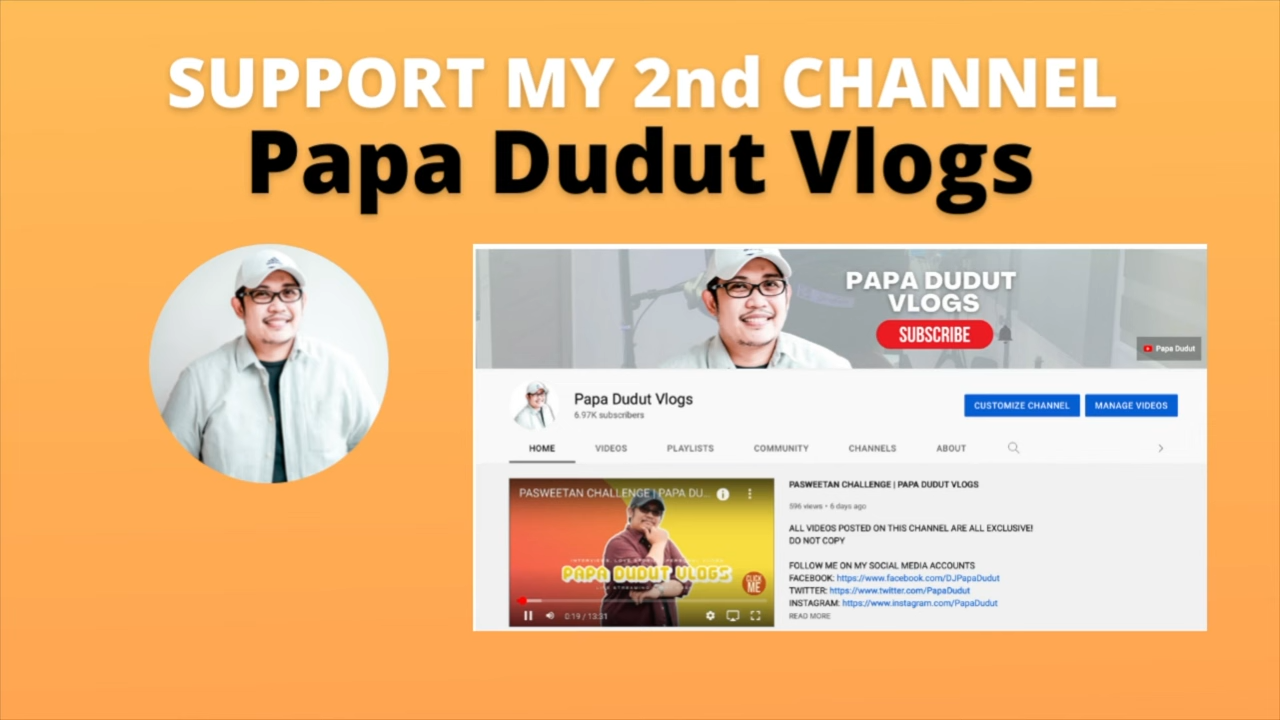 SUPPORT MY 2nd CHANNEL
Papa Dudut Vlogs
PAPA DUDUT
VLOGS
SUBSCRIBE
Papa Dudut
Papa Dudut Vlogs
6.97K subscribers
CUSTOMIZE CHANNEL
MANAGE VIDEOS
HOME
VIDEOS
PLAYLISTS
COMMUNITY
CHANNELS
ABOUT
PASWEETAN CHALLENGE | PAPA DU...
PAPA DUDUT VLOGS
CLICK
ME
0:19 / 13:31
PASWEETAN CHALLENGE | PAPA DUDUT VLOGS
596 views • 6 days ago
ALL VIDEOS POSTED ON THIS CHANNEL ARE ALL EXCLUSIVE!
DO NOT COPY
FOLLOW ME ON MY SOCIAL MEDIA ACCOUNTS
FACEBOOK: https://www.facebook.com/DJPapaDudut
TWITTER: https://www.twitter.com/PapaDudut
INSTAGRAM: https://www.instagram.com/PapaDudut
READ MORE